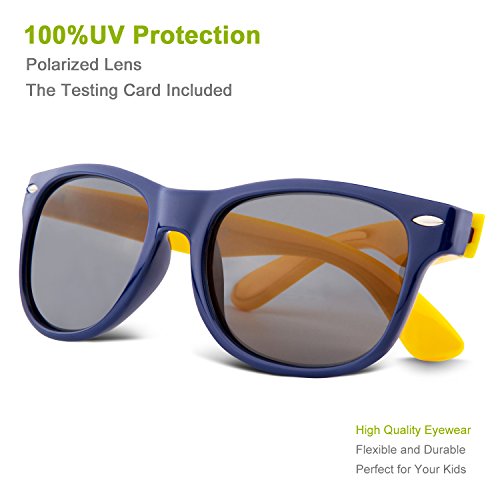 100%UV Protection
Polarized Lens
The Testing Card Included
High Quality Eyewear
Flexible and Durable
Perfect for Your Kids